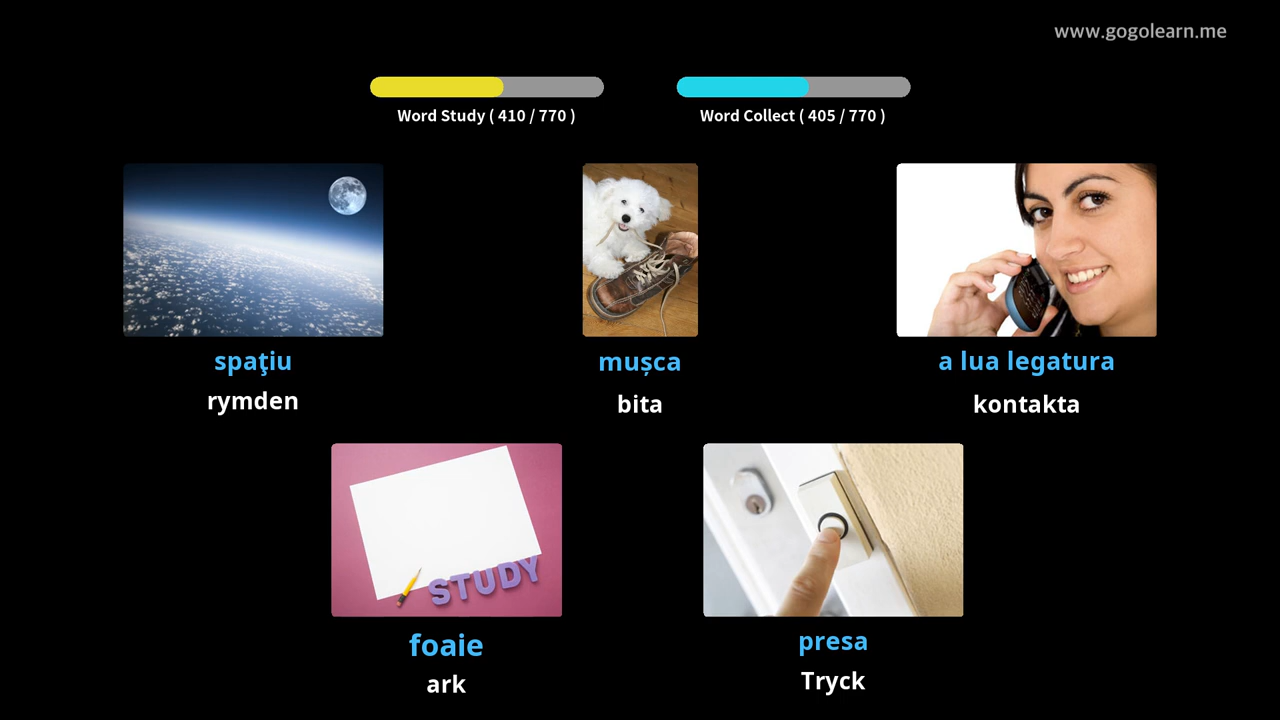 www.gogolearn.me
Word Study ( 410 / 770 )
Word Collect ( 405 / 770 )
spaţiu
rymden
mușca
bita
a lua legatura
kontakta
STUDY
foaie
ark
presa
Tryck